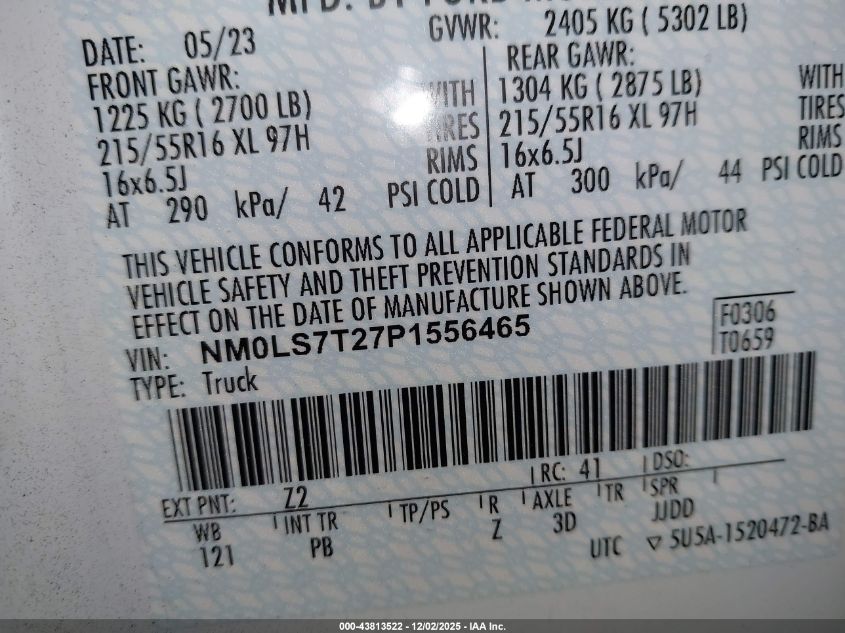 MFD. BY FORD
DATE: 05/23 GVWR: 2405 KG ( 5302 LB)
FRONT GAWR: REAR GAWR:
1225 KG ( 2700 LB) WITH 1304 KG ( 2875 LB) WITH
215/55R16 XL 97H TIRES 215/55R16 XL 97H TIRES
16x6.5J RIMS 16x6.5J RIMS
AT 290 kPa/ 42 PSI COLD AT 300 kPa/ 44 PSI COLD
THIS VEHICLE CONFORMS TO ALL APPLICABLE FEDERAL MOTOR
VEHICLE SAFETY AND THEFT PREVENTION STANDARDS IN
EFFECT ON THE DATE OF MANUFACTURE SHOWN ABOVE.
VIN: NM0LS7T27P1556465 F0306
TYPE: Truck T0659
EXT PNT: Z2 RC: 41 DSO:
WB INT TR TP/PS R AXLE TR SPR
121 PB Z 3D JJDD
UTC ▽ 5U5A-1520472-BA
000-43813522 - 12/02/2025 - IAA Inc.